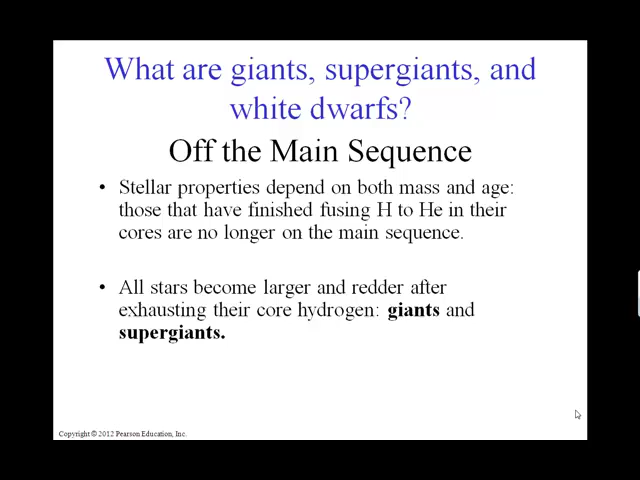 What are giants, supergiants, and
white dwarfs?
Off the Main Sequence
• Stellar properties depend on both mass and age:
those that have finished fusing H to He in their
cores are no longer on the main sequence.
• All stars become larger and redder after
exhausting their core hydrogen: giants and
supergiants.
Copyright © 2012 Pearson Education, Inc.